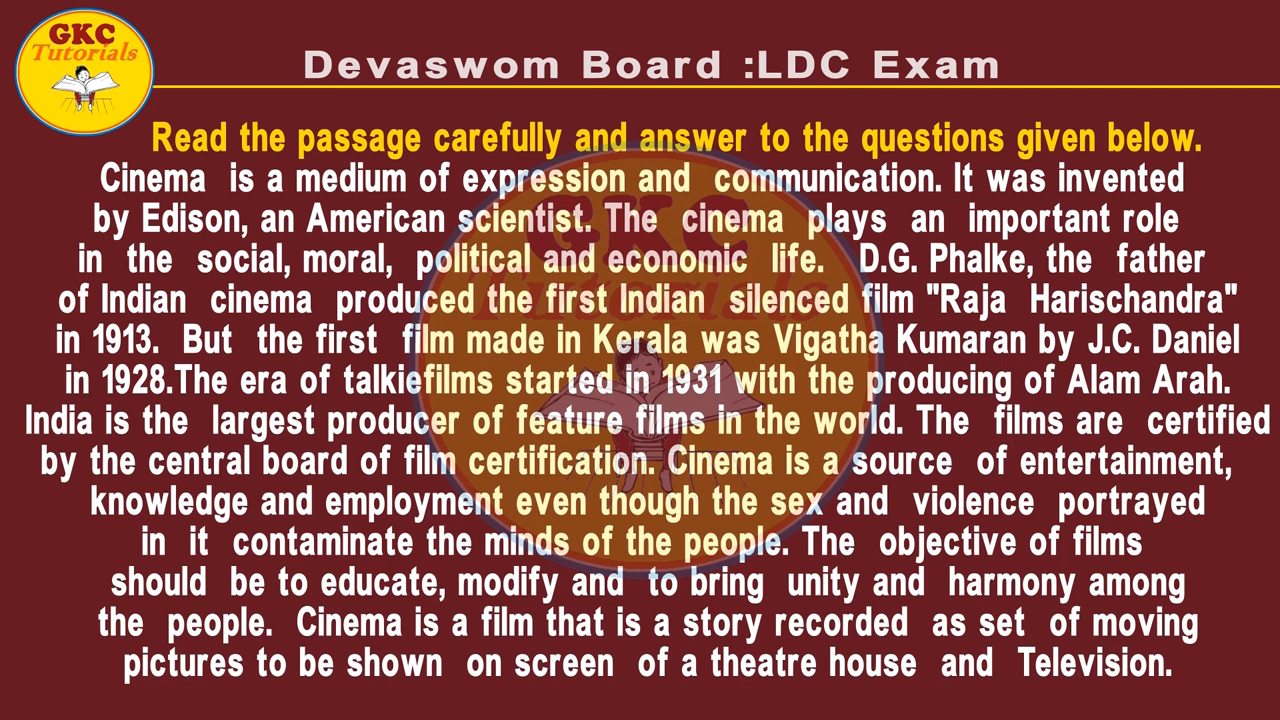 GKC
Tutorials
Devaswom Board :LDC Exam
Read the passage carefully and answer to the questions given below.
Cinema is a medium of expression and communication. It was invented
by Edison, an American scientist. The cinema plays an important role
in the social, moral, political and economic life. D.G. Phalke, the father
of Indian cinema produced the first Indian silenced film "Raja Harischandra"
in 1913. But the first film made in Kerala was Vigatha Kumaran by J.C. Daniel
in 1928.The era of talkiefilms started in 1931 with the producing of Alam Arah.
India is the largest producer of feature films in the world. The films are certified
by the central board of film certification. Cinema is a source of entertainment,
knowledge and employment even though the sex and violence portrayed
in it contaminate the minds of the people. The objective of films
should be to educate, modify and to bring unity and harmony among
the people. Cinema is a film that is a story recorded as set of moving
pictures to be shown on screen of a theatre house and Television.
GKC
Tutorials